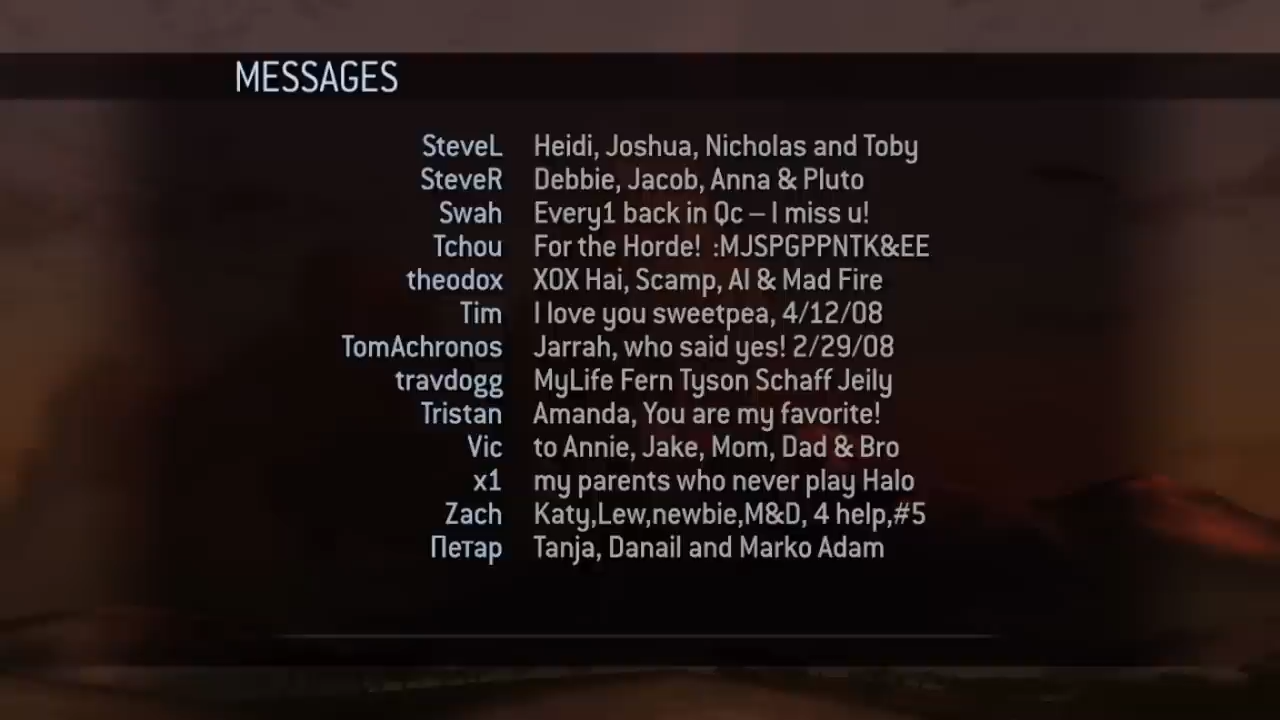 MESSAGES
SteveL Heidi, Joshua, Nicholas and Toby
SteveR Debbie, Jacob, Anna & Pluto
Swah Every1 back in Qc – I miss u!
Tchou For the Horde! :MJSPGPPNTK&EE
theodox XOX Hai, Scamp, Al & Mad Fire
Tim I love you sweetpea, 4/12/08
TomAchronos Jarrah, who said yes! 2/29/08
travdogg MyLife Fern Tyson Schaff Jeily
Tristan Amanda, You are my favorite!
Vic to Annie, Jake, Mom, Dad & Bro
x1 my parents who never play Halo
Zach Katy,Lew,newbie,M&D, 4 help,#5
Петар Tanja, Danail and Marko Adam